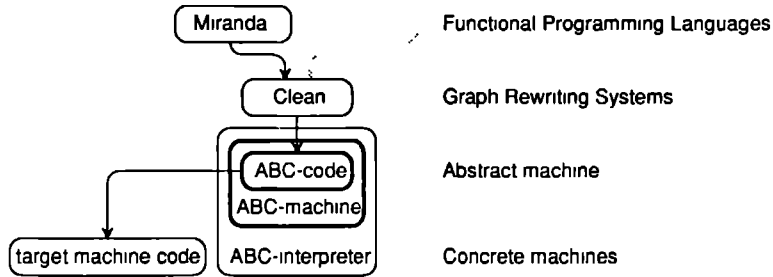 Miranda Functional Programming Languages
Clean Graph Rewriting Systems
ABC-code Abstract machine
ABC-machine
target machine code ABC-interpreter Concrete machines